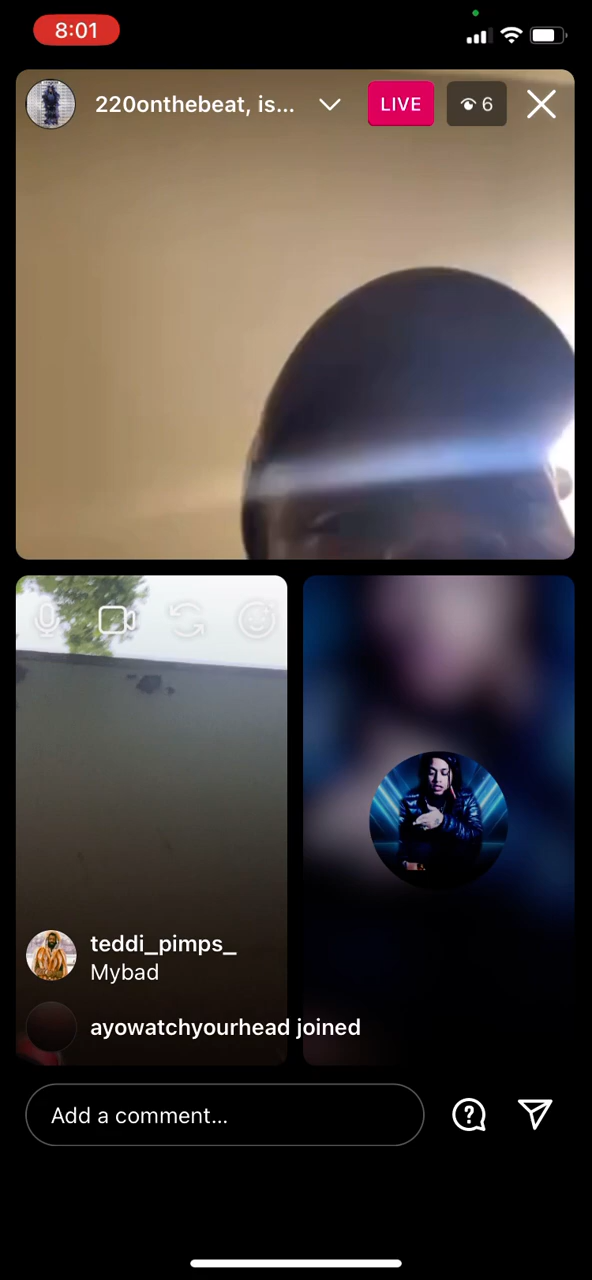 8:01
220onthebeat, is...
LIVE
6
teddi_pimps_
Mybad
ayowatchyourhead joined
Add a comment...